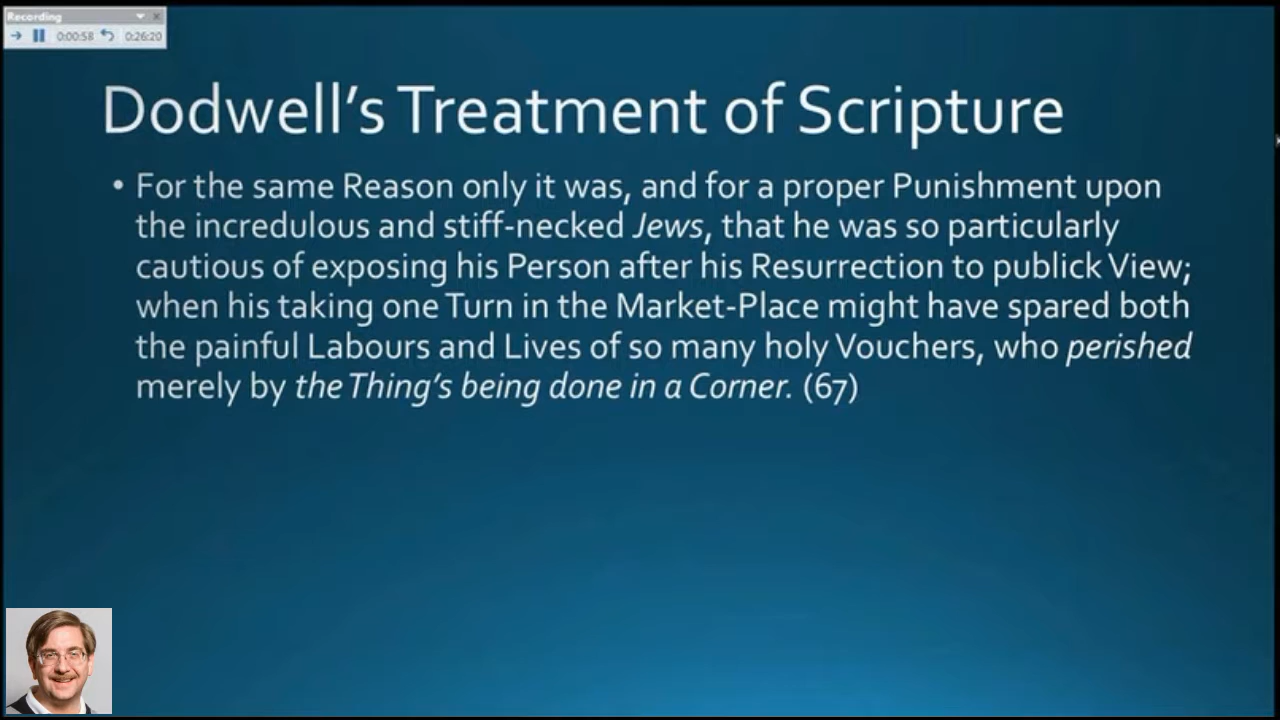 Recording
0:00:58 0:26:20
Dodwell's Treatment of Scripture
• For the same Reason only it was, and for a proper Punishment upon
the incredulous and stiff-necked Jews, that he was so particularly
cautious of exposing his Person after his Resurrection to publick View;
when his taking one Turn in the Market-Place might have spared both
the painful Labours and Lives of so many holy Vouchers, who perished
merely by the Thing's being done in a Corner. (67)